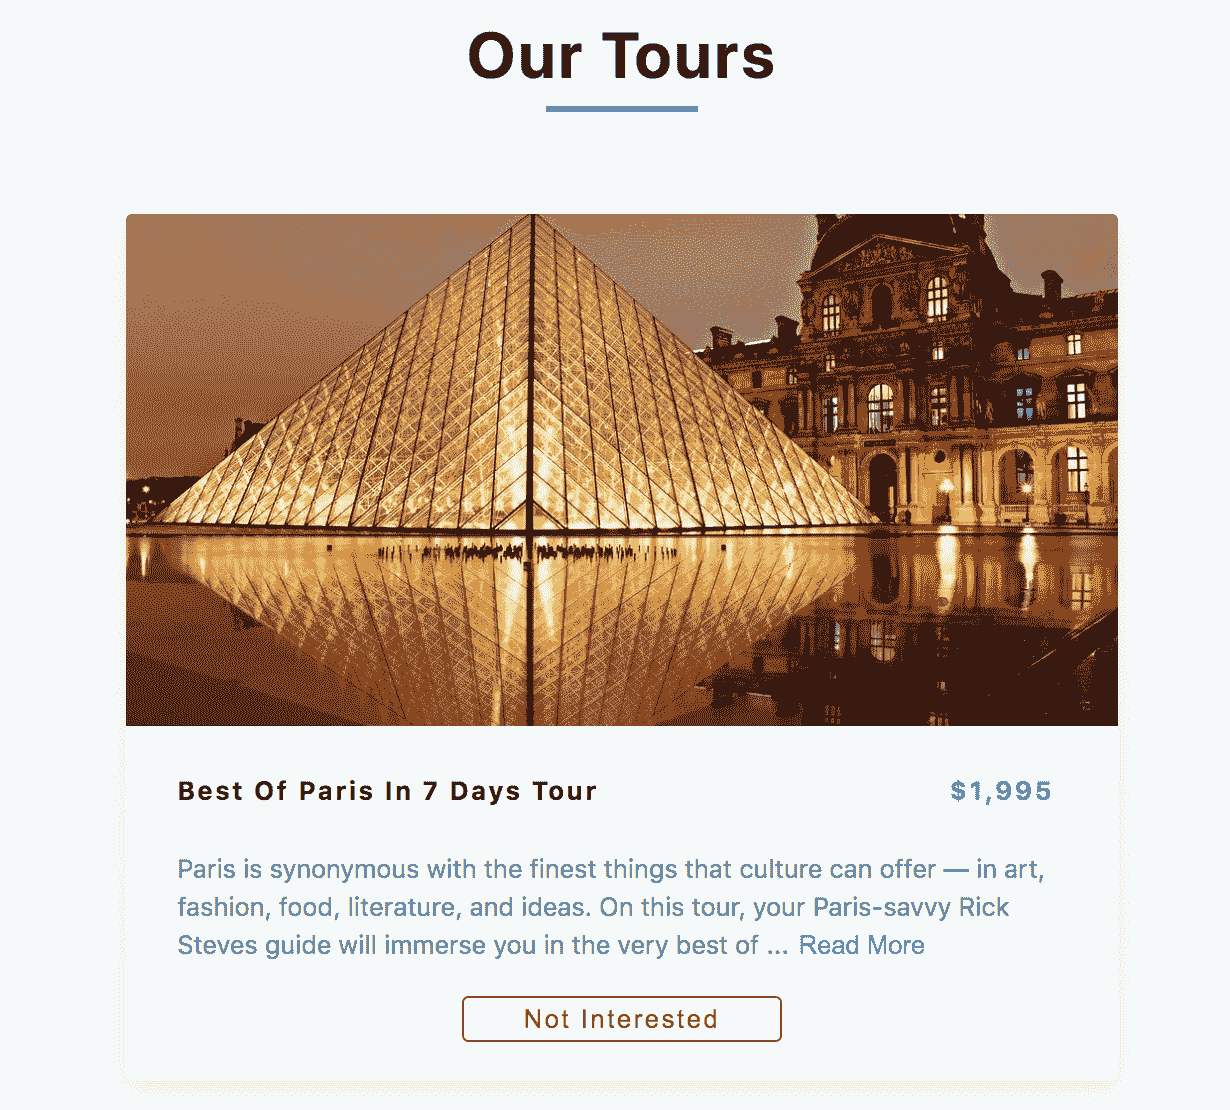 Our Tours
Best Of Paris In 7 Days Tour
$1,995
Paris is synonymous with the finest things that culture can offer — in art,
fashion, food, literature, and ideas. On this tour, your Paris-savvy Rick
Steves guide will immerse you in the very best of ... Read More
Not Interested